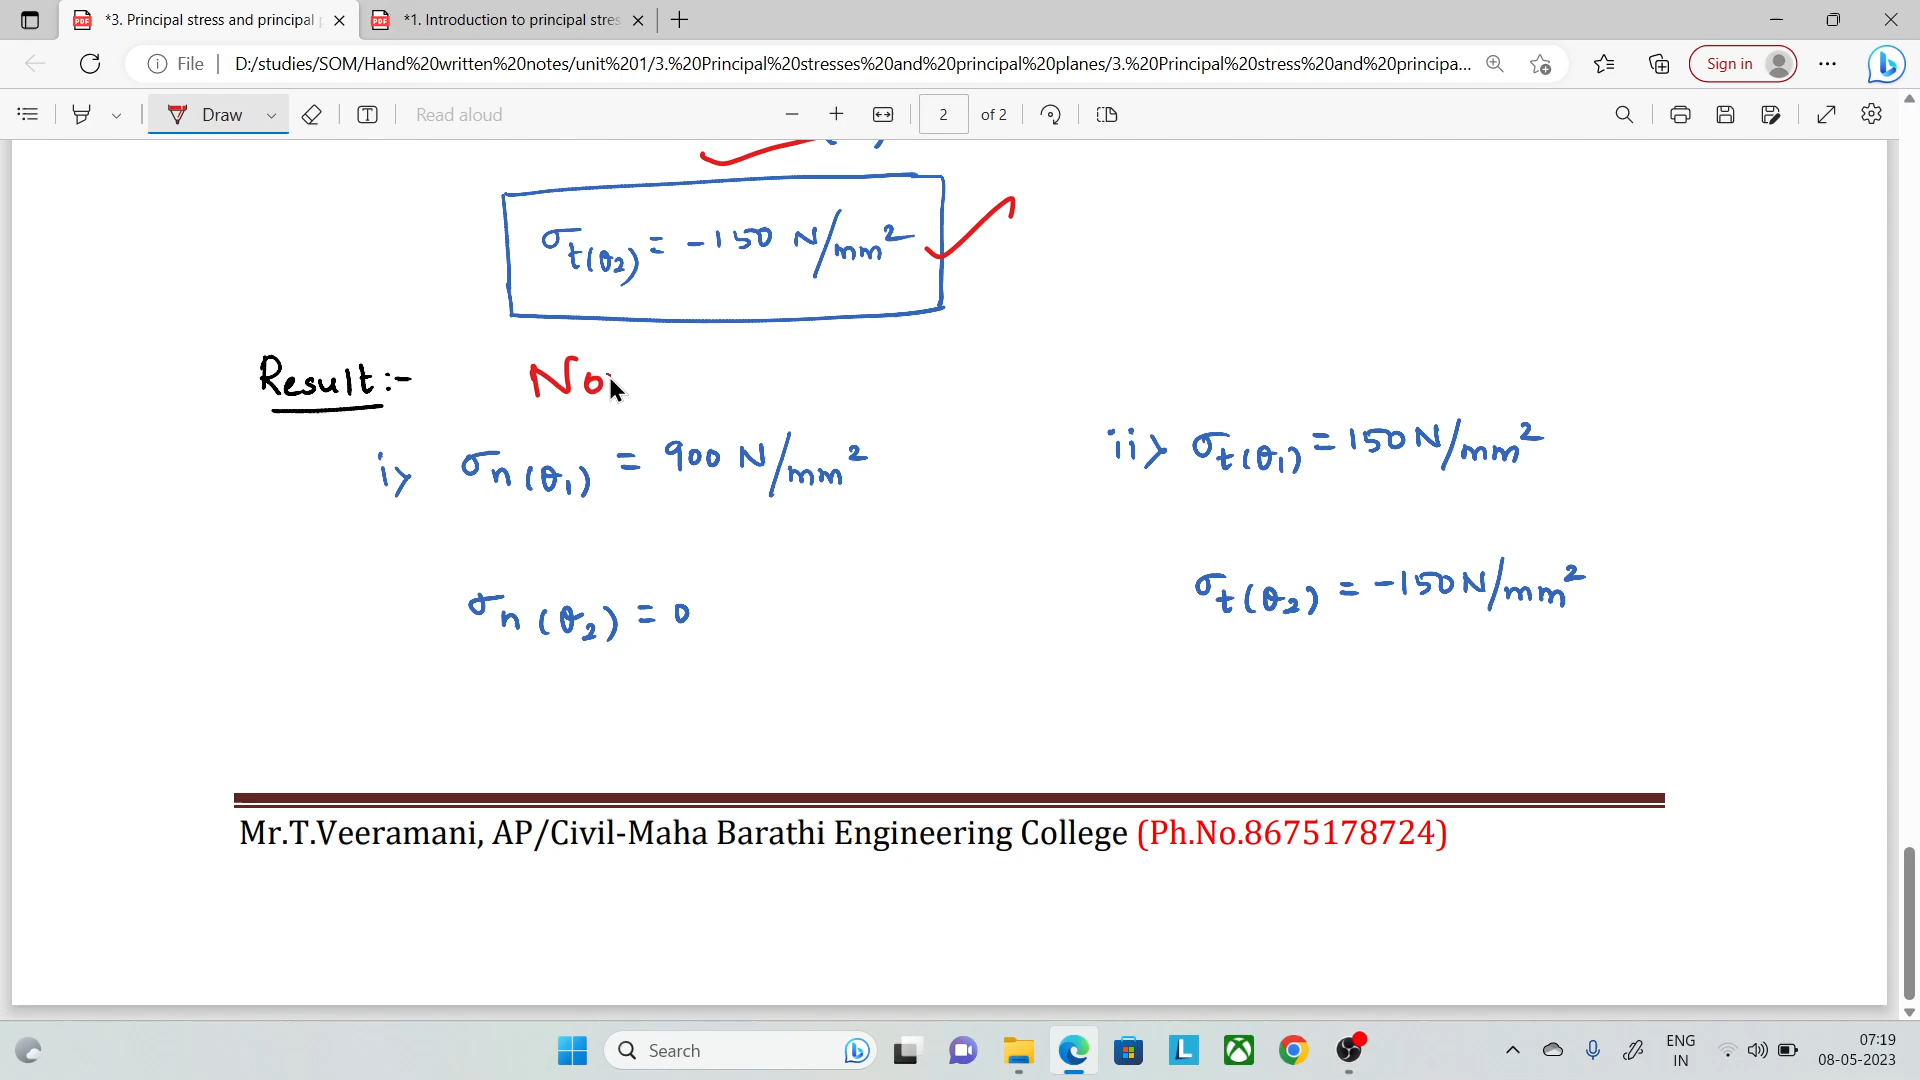 *3. Principal stress and principal p
*1. Introduction to principal stres
File
D:/studies/SOM/Hand%20written%20notes/unit%201/3.%20Principal%20stresses%20and%20principal%20planes/3.%20Principal%20stress%20and%20principa...
Sign in
Draw
Read aloud
2 of 2
σt(θ2) = -150 N/mm²
Result:- No
i> σn(θ1) = 900 N/mm²
ii> σt(θ1) = 150 N/mm²
σn(θ2) = 0
σt(θ2) = -150 N/mm²
Mr.T.Veeramani, AP/Civil-Maha Barathi Engineering College (Ph.No.8675178724)
Search
ENG
IN
07:19
08-05-2023